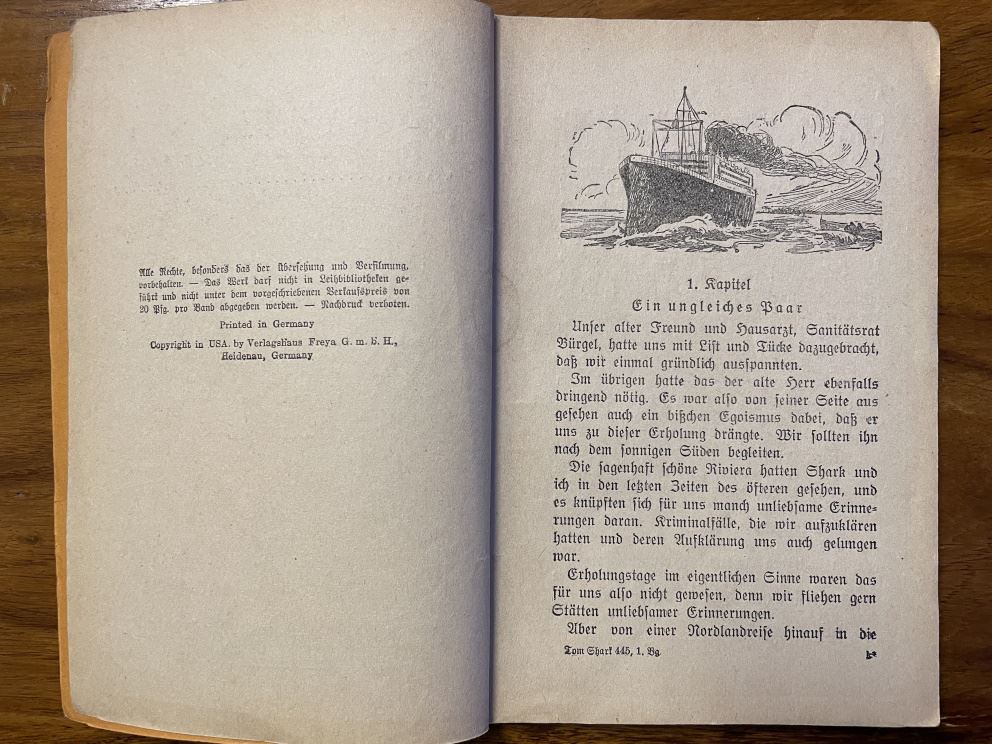 Alle Rechte, besonders das der Übersetzung und Verfilmung,
vorbehalten. — Das Werk darf nicht in Leihbibliotheken ge-
führt und nicht unter dem vorgeschriebenen Verkaufspreis von
20 Pfg. pro Band abgegeben werden. — Nachdruck verboten.
Printed in Germany
Copyright in USA. by Verlagshaus Freya G. m. b. H.,
Heidenau, Germany
1. Kapitel
Ein ungleiches Paar
Unser alter Freund und Hausarzt, Sanitätsrat
Bürgel, hatte uns mit List und Tücke dazugebracht,
daß wir einmal gründlich ausspannten.
Im übrigen hatte das der alte Herr ebenfalls
dringend nötig. Es war also von seiner Seite aus
gesehen auch ein bißchen Egoismus dabei, daß er
uns zu dieser Erholung drängte. Wir sollten ihn
nach dem sonnigen Süden begleiten.
Die sagenhaft schöne Riviera hatten Shark und
ich in den letzten Zeiten des öfteren gesehen, und
es knüpften sich für uns manch unliebsame Erinne-
rungen daran. Kriminalfälle, die wir aufzuklären
hatten und deren Aufklärung uns auch gelungen
war.
Erholungstage im eigentlichen Sinne waren das
für uns also nicht gewesen, denn wir fliehen gern
Stätten unliebsamer Erinnerungen.
Aber von einer Nordlandreise hinauf in die
Tom Shark 445, 1. Bg.